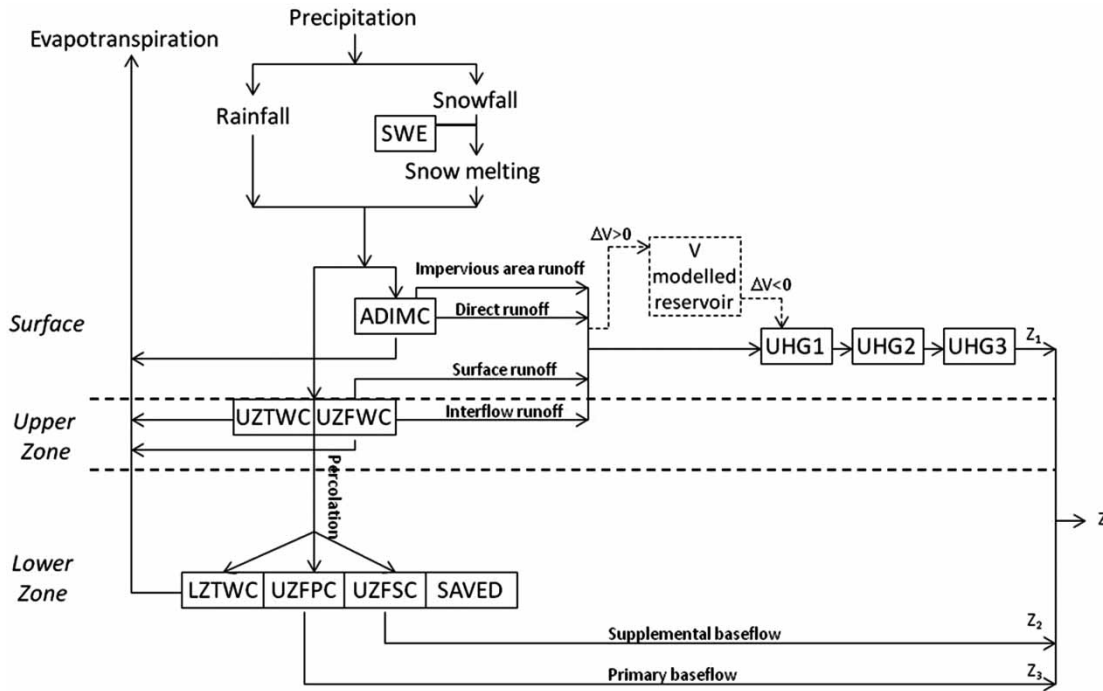 Precipitation
Evapotranspiration
Rainfall
Snowfall
SWE
Snow melting
ΔV>0
V
modelled
reservoir
ΔV<0
Impervious area runoff
ADIMC
Direct runoff
Surface
UHG1
UHG2
UHG3
Z1
Surface runoff
UZTWC
UZFWC
Interflow runoff
Upper
Zone
Percolation
Z
Lower
Zone
LZTWC
UZFPC
UZFSC
SAVED
Supplemental baseflow
Z2
Primary baseflow
Z3